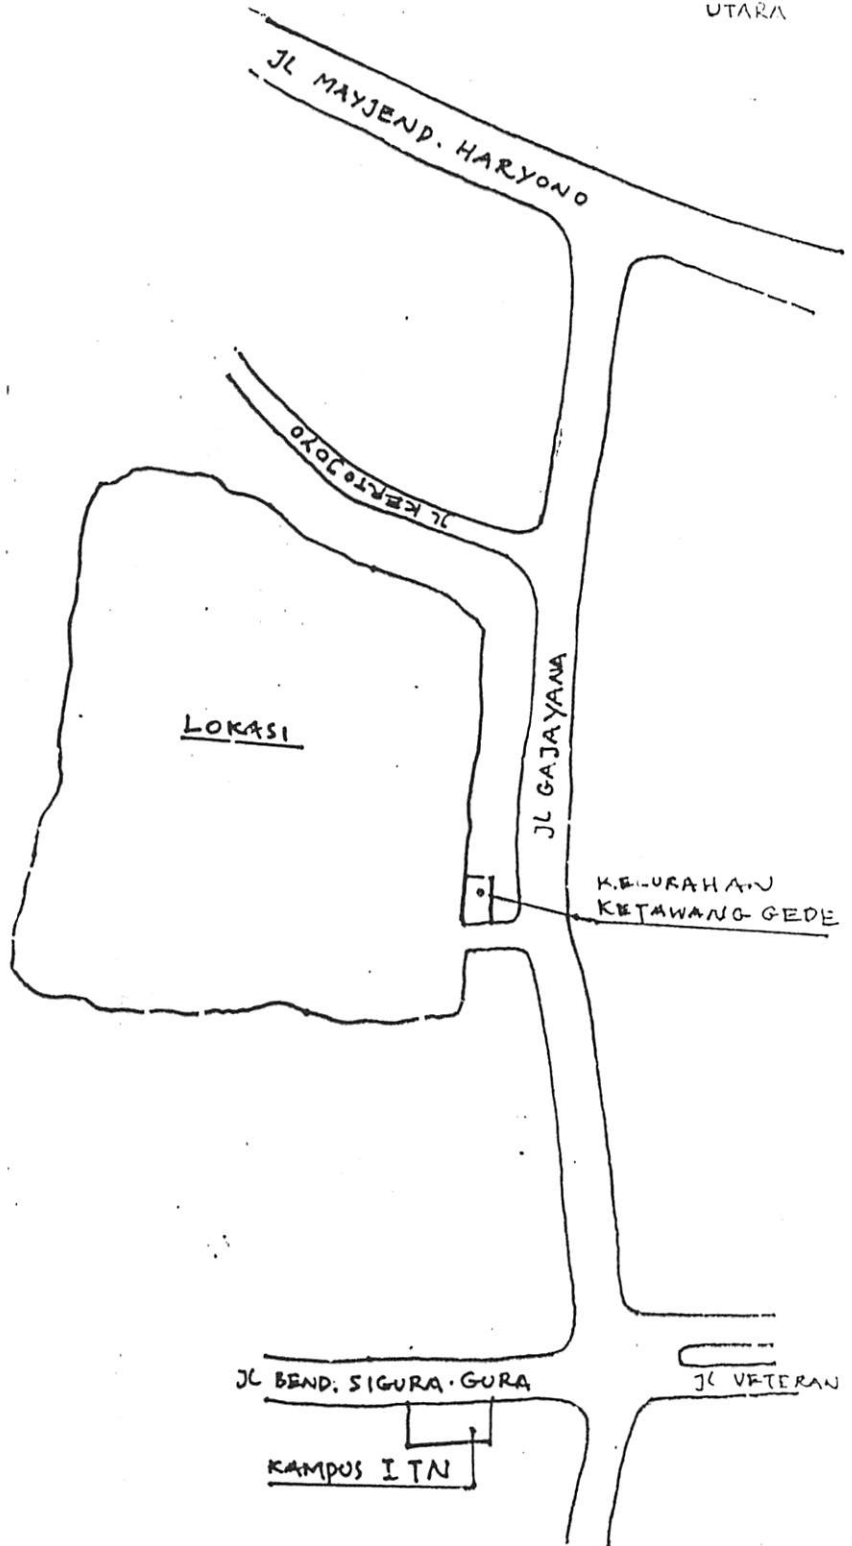 UTARA
JL MAYJEND. HARYONO
JL KERTOJOYO
LOKASI
JL GAJAYANA
KELURAHAN
KETAWANG GEDE
JL BEND. SIGURA-GURA
JL VETERAN
KAMPUS ITN